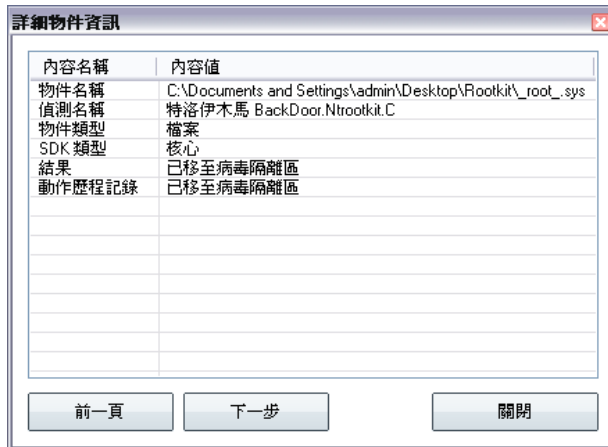 詳細物件資訊
內容名稱 內容值
物件名稱 C:\Documents and Settings\admin\Desktop\Rootkit\_root_.sys
偵測名稱 特洛伊木馬 BackDoor.Ntrootkit.C
物件類型 檔案
SDK 類型 核心
結果 已移至病毒隔離區
動作歷程記錄 已移至病毒隔離區
前一頁 下一步 關閉